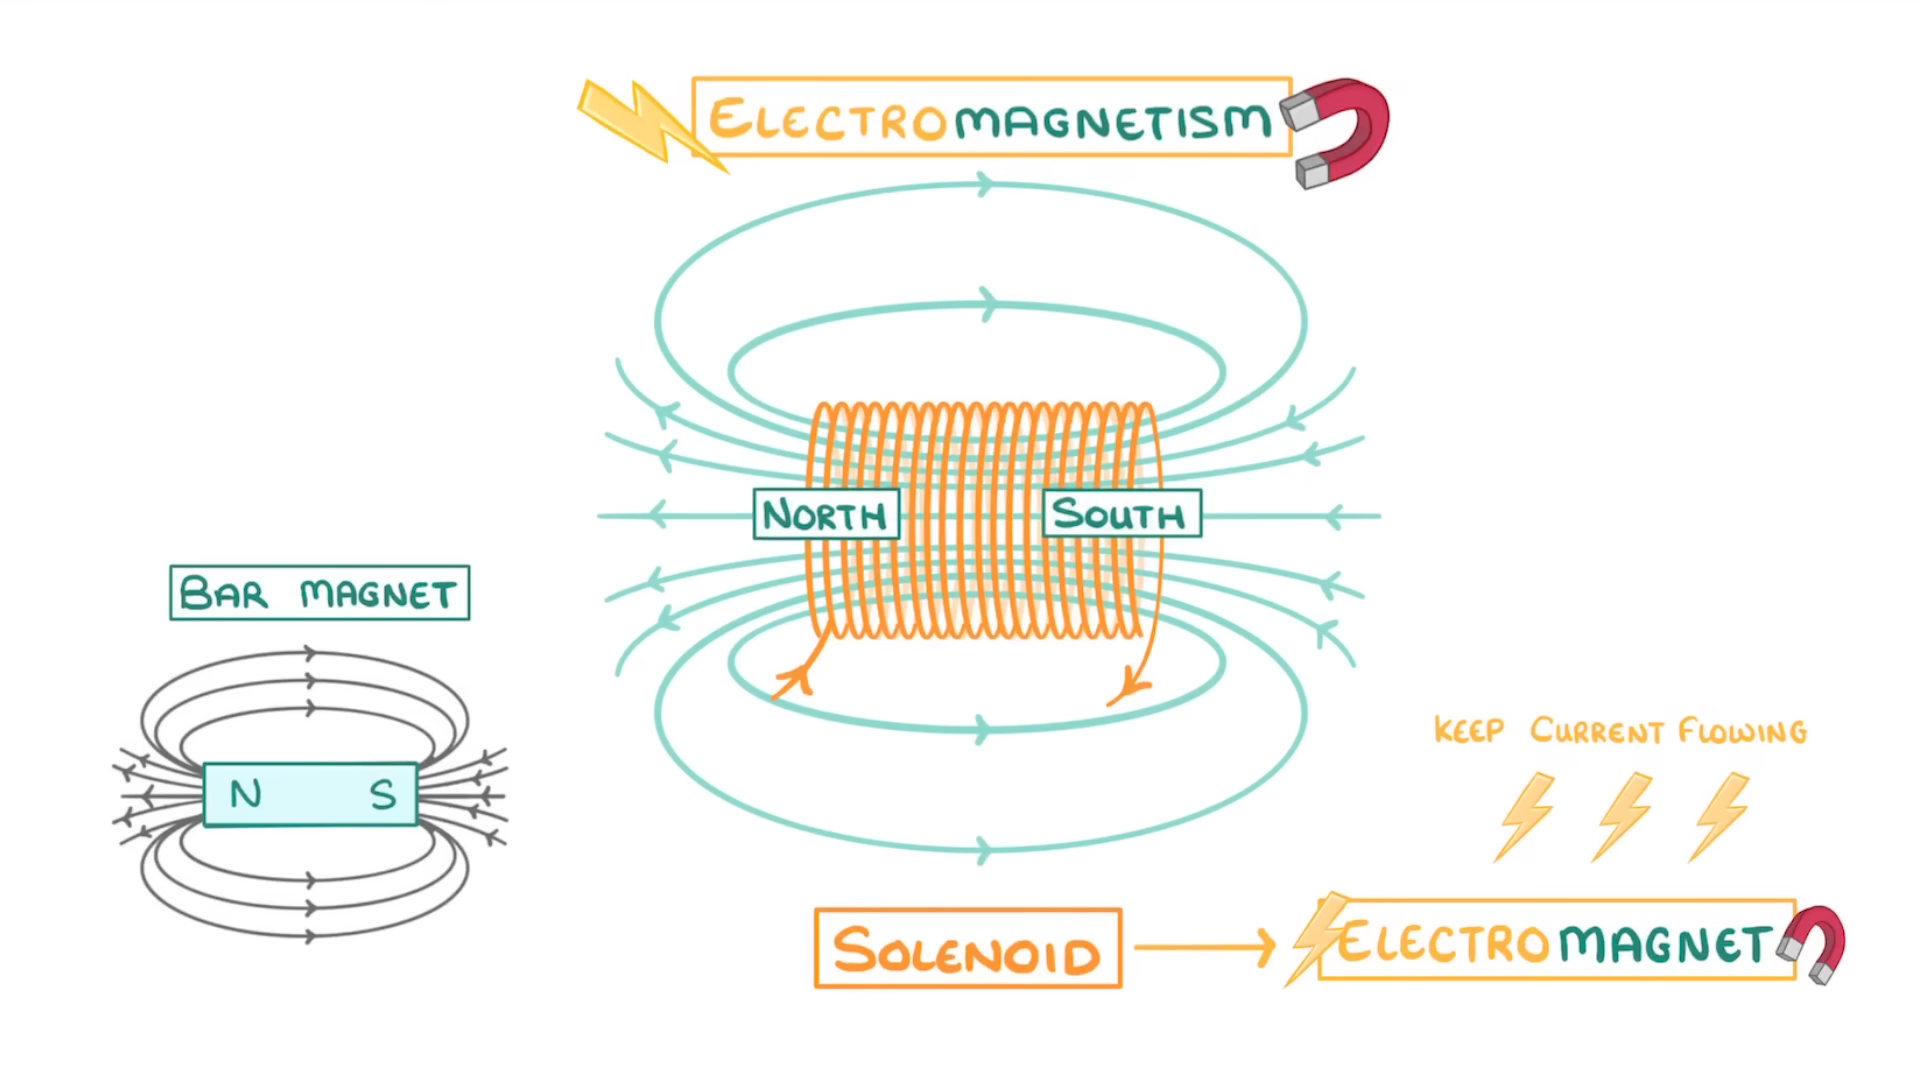 ELECTROMAGNETISM
NORTH
SOUTH
BAR MAGNET
N S
KEEP CURRENT FLOWING
SOLENOID
ELECTROMAGNET